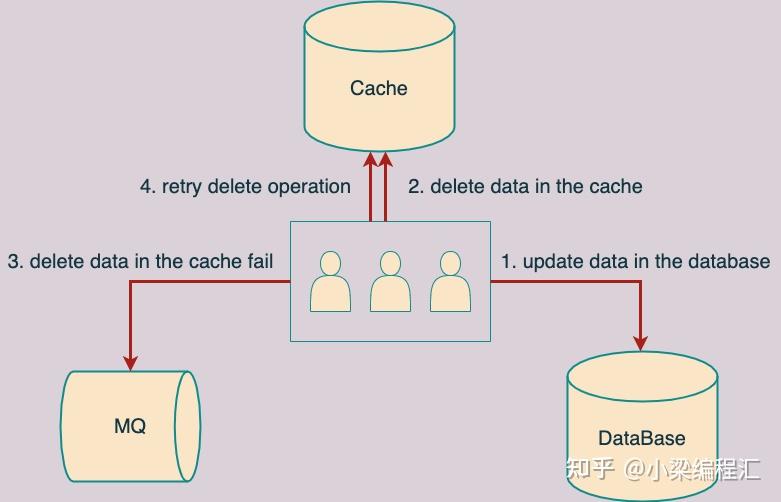 Cache
4. retry delete operation
2. delete data in the cache
3. delete data in the cache fail
1. update data in the database
MQ
DataBase
知乎 @小梁编程汇